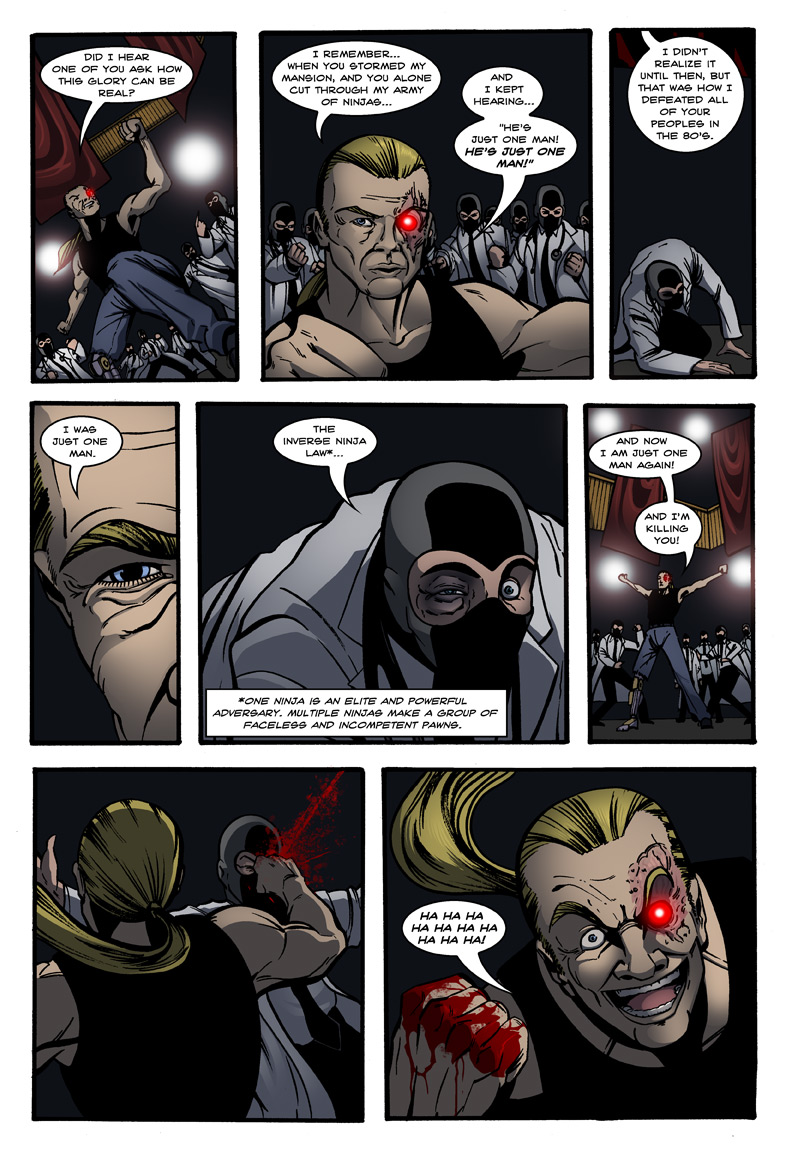 DID I HEAR
ONE OF YOU ASK HOW
THIS GLORY CAN BE
REAL?
I REMEMBER...
WHEN YOU STORMED MY
MANSION, AND YOU ALONE
CUT THROUGH MY ARMY
OF NINJAS...
AND
I KEPT
HEARING...
"HE'S
JUST ONE MAN!
HE'S JUST ONE
MAN!"
I DIDN'T
REALIZE IT
UNTIL THEN, BUT
THAT WAS HOW I
DEFEATED ALL
OF YOUR
PEOPLES IN
THE 80'S.
I WAS
JUST ONE
MAN.
THE
INVERSE NINJA
LAW*...
*ONE NINJA IS AN ELITE AND POWERFUL
ADVERSARY. MULTIPLE NINJAS MAKE A GROUP OF
FACELESS AND INCOMPETENT PAWNS.
AND NOW
I AM JUST ONE
MAN AGAIN!
AND I'M
KILLING
YOU!
HA HA HA
HA HA HA HA
HA HA HA!